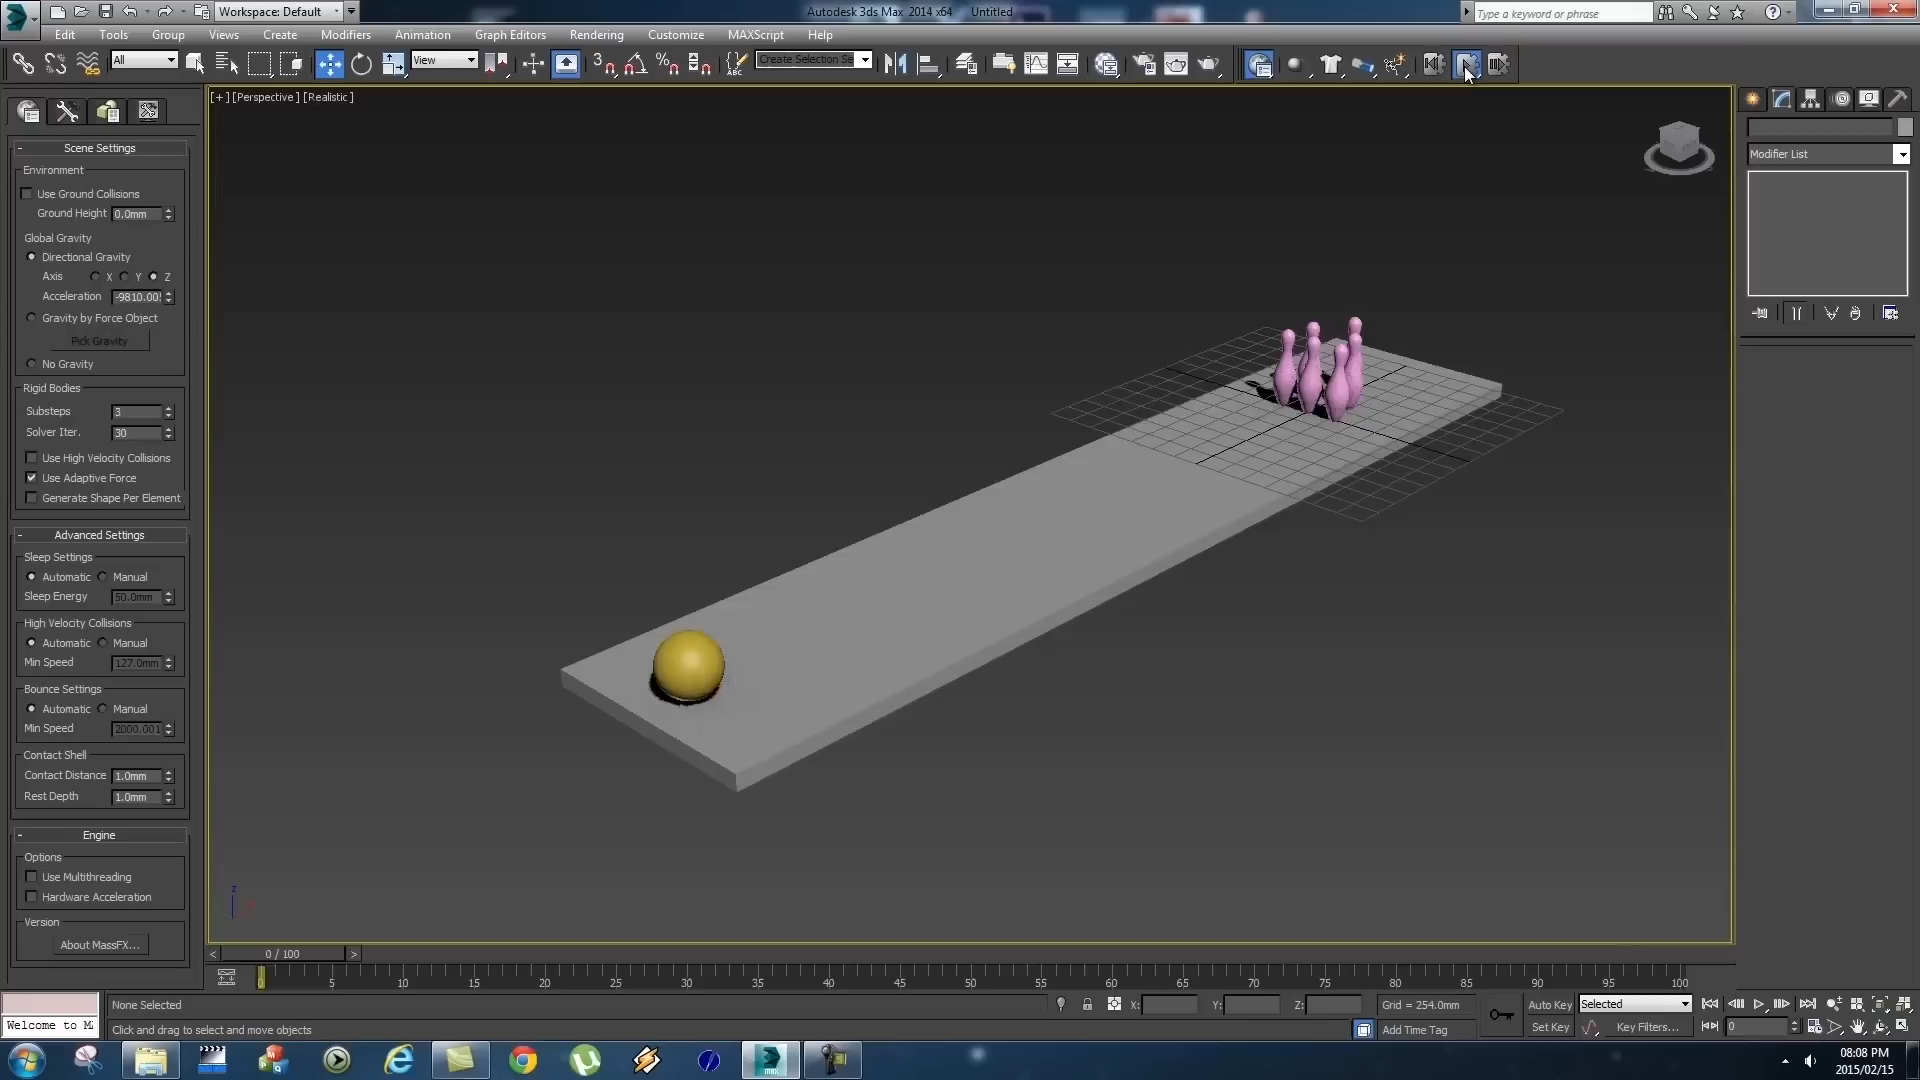 Workspace: Default
Autodesk 3ds Max 2014 x64 Untitled
Type a keyword or phrase
Edit Tools Group Views Create Modifiers Animation Graph Editors Rendering Customize MAXScript Help
All
View
3
Create Selection Se
[+] [Perspective] [Realistic]
Scene Settings
Environment
Use Ground Collisions
Ground Height 0.0mm
Global Gravity
Directional Gravity
Axis X Y Z
Acceleration -9810.00
Gravity by Force Object
Pick Gravity
No Gravity
Rigid Bodies
Substeps 3
Solver Iter. 30
Use High Velocity Collisions
Use Adaptive Force
Generate Shape Per Element
Advanced Settings
Sleep Settings
Automatic Manual
Sleep Energy 50.0mm
High Velocity Collisions
Automatic Manual
Min Speed 127.0mm
Bounce Settings
Automatic Manual
Min Speed 2000.001
Contact Shell
Contact Distance 1.0mm
Rest Depth 1.0mm
Engine
Options
Use Multithreading
Hardware Acceleration
Version
About MassFX...
Modifier List
z
< 0 / 100 >
0 5 10 15 20 25 30 35 40 45 50 55 60 65 70 75 80 85 90 95 100
None Selected
X: Y: Z: Grid = 254.0mm
Auto Key Selected
Welcome to M
Click and drag to select and move objects
Add Time Tag
Set Key Key Filters...
0
08:08 PM
2015/02/15